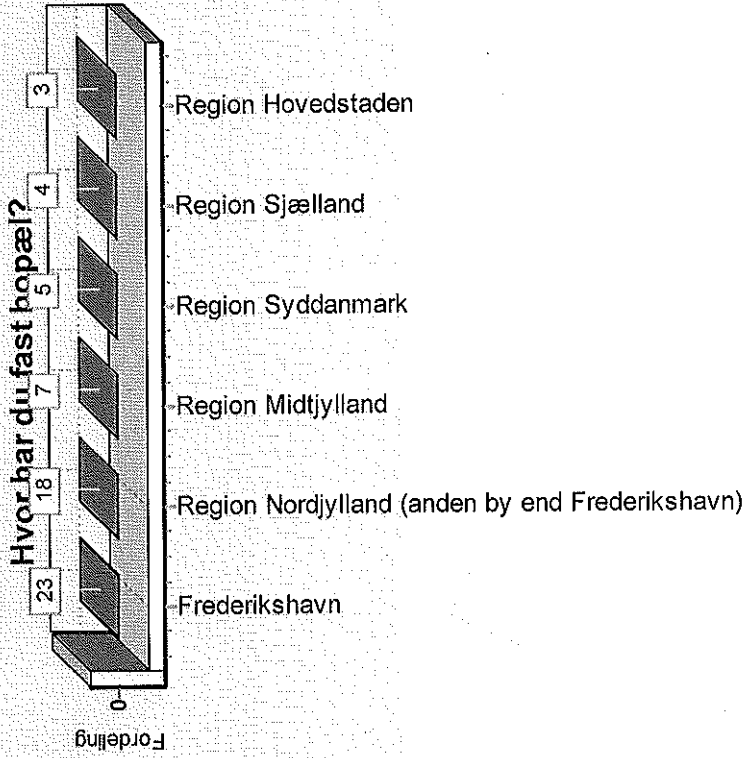 Hvor har du fast bopæl?
3
Region Hovedstaden
4
Region Sjælland
5
Region Syddanmark
7
Region Midtjylland
18
Region Nordjylland (anden by end Frederikshavn)
23
Frederikshavn
0
Fordeling